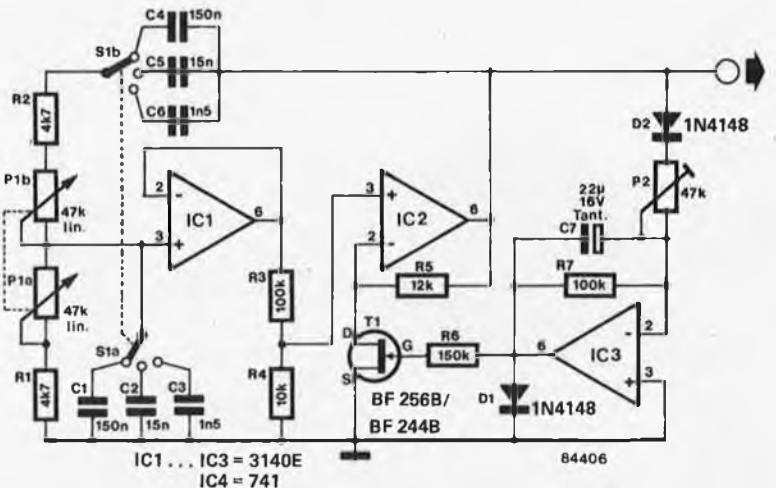 C4
150n
S1b
C5
15n
C6
1n5
R2
4k7
P1b
47k
lin.
P1a
47k
lin.
R1
4k7
S1a
C1
150n
C2
15n
C3
1n5
2
3
6
IC1
R3
100k
R4
10k
3
+
2
-
6
IC2
R5
12k
T1
D
G
S
R6
150k
BF 256B/
BF 244B
D2
1N4148
P2
47k
22µ
16V
Tant.
C7
R7
100k
6
IC3
-
2
+
3
D1
1N4148
84406
IC1 ... IC3 = 3140E
IC4 = 741